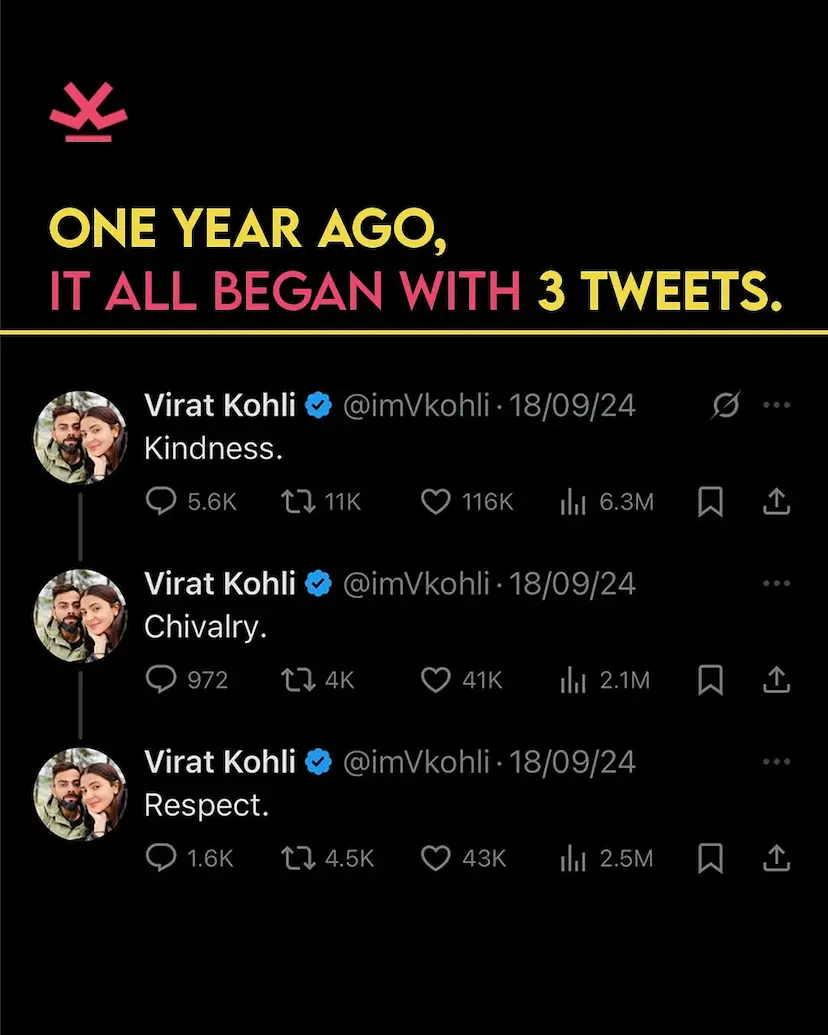 ONE YEAR AGO,
IT ALL BEGAN WITH 3 TWEETS.
Virat Kohli @imVkohli · 18/09/24
Kindness.
5.6K 11K 116K 6.3M
Virat Kohli @imVkohli · 18/09/24
Chivalry.
972 4K 41K 2.1M
Virat Kohli @imVkohli · 18/09/24
Respect.
1.6K 4.5K 43K 2.5M